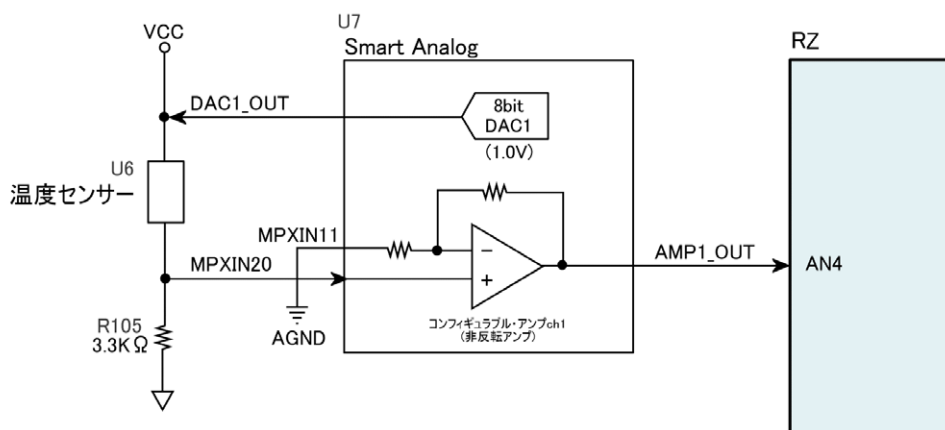 U7
Smart Analog
RZ
VCC
DAC1_OUT
8bit
DAC1
(1.0V)
U6
温度センサー
MPXIN11
MPXIN20
−
+
AGND
コンフィギュラブル・アンプch1
(非反転アンプ)
AMP1_OUT
AN4
R105
3.3KΩ